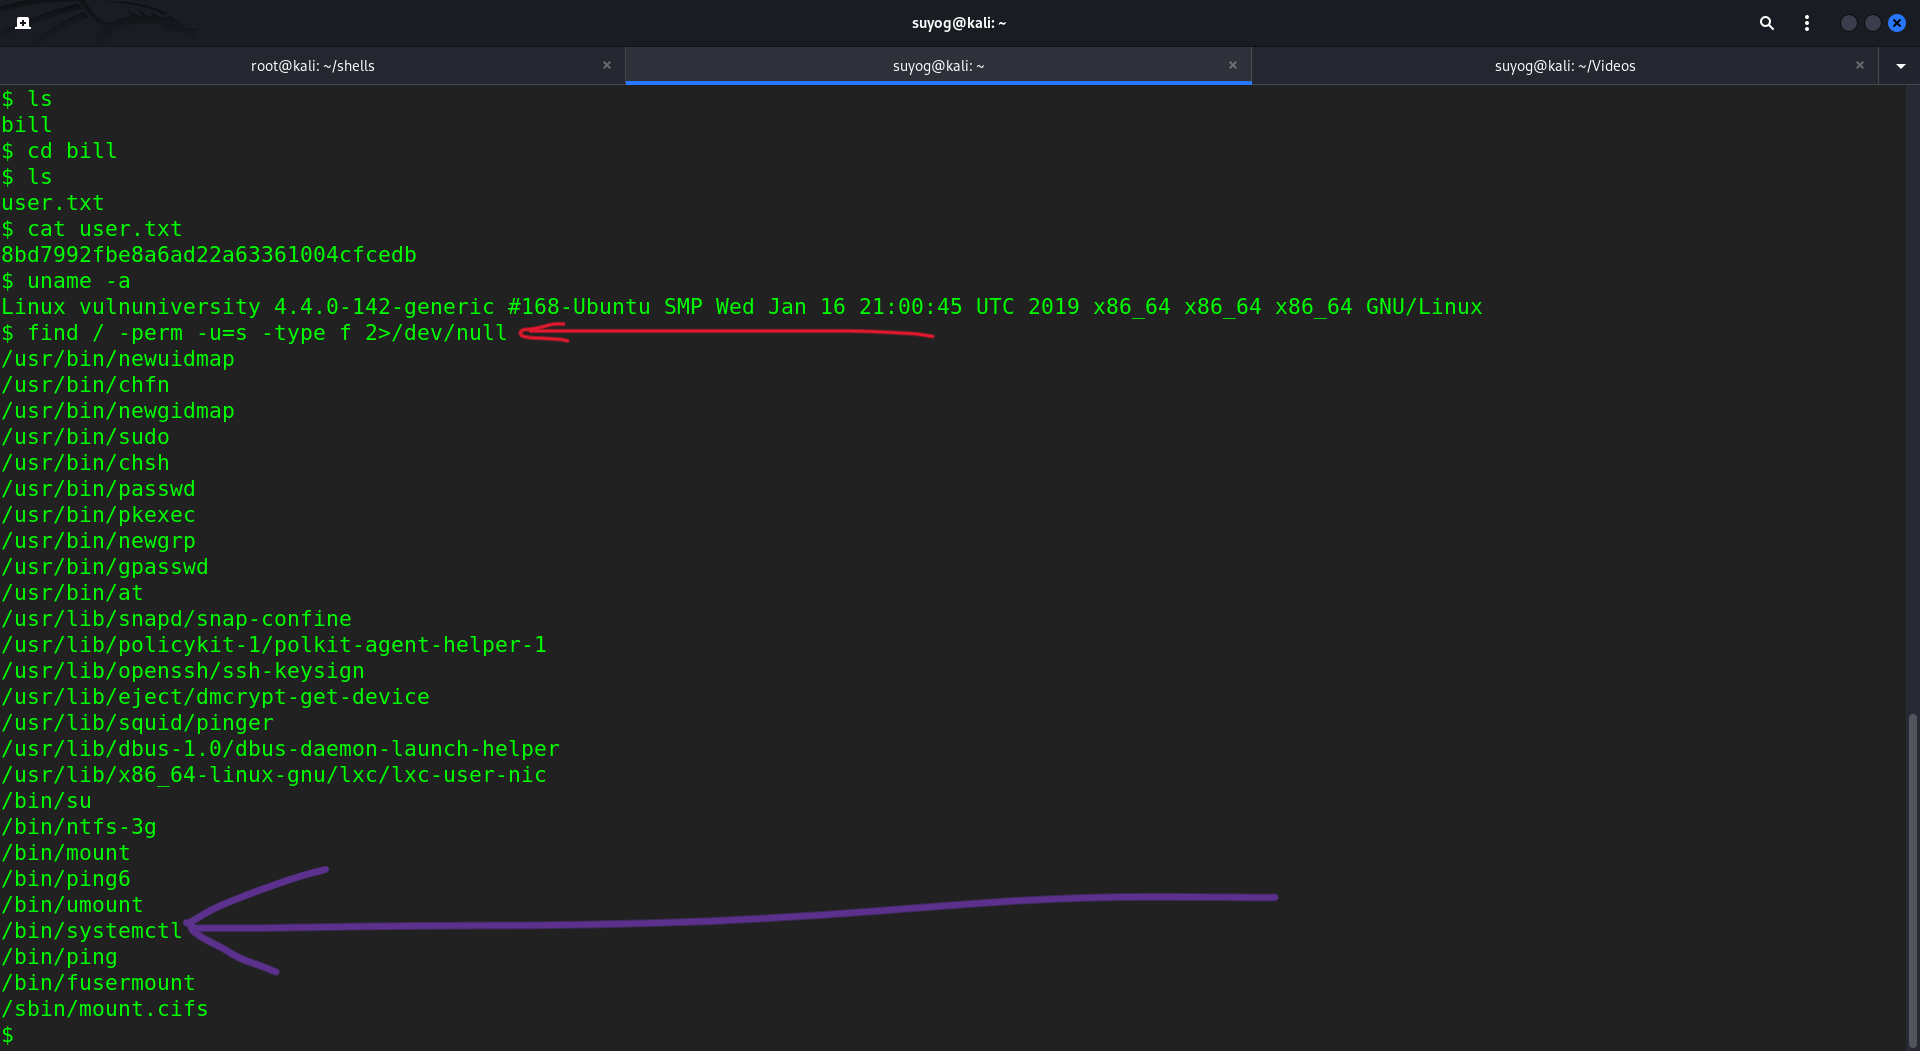 suyog@kali: ~
root@kali: ~/shells
suyog@kali: ~
suyog@kali: ~/Videos
$ ls
bill
$ cd bill
$ ls
user.txt
$ cat user.txt
8bd7992fbe8a6ad22a63361004cfcedb
$ uname -a
Linux vulnuniversity 4.4.0-142-generic #168-Ubuntu SMP Wed Jan 16 21:00:45 UTC 2019 x86_64 x86_64 x86_64 GNU/Linux
$ find / -perm -u=s -type f 2>/dev/null
/usr/bin/newuidmap
/usr/bin/chfn
/usr/bin/newgidmap
/usr/bin/sudo
/usr/bin/chsh
/usr/bin/passwd
/usr/bin/pkexec
/usr/bin/newgrp
/usr/bin/gpasswd
/usr/bin/at
/usr/lib/snapd/snap-confine
/usr/lib/policykit-1/polkit-agent-helper-1
/usr/lib/openssh/ssh-keysign
/usr/lib/eject/dmcrypt-get-device
/usr/lib/squid/pinger
/usr/lib/dbus-1.0/dbus-daemon-launch-helper
/usr/lib/x86_64-linux-gnu/lxc/lxc-user-nic
/bin/su
/bin/ntfs-3g
/bin/mount
/bin/ping6
/bin/umount
/bin/systemctl
/bin/ping
/bin/fusermount
/sbin/mount.cifs
$